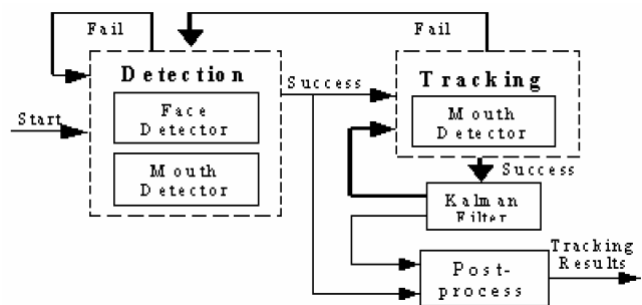 Fail
Fail
Detection
Success
Tracking
Face
Detector
Mouth
Detector
Start
Mouth
Detector
Success
Kalman
Filter
Tracking
Results
Post-
process